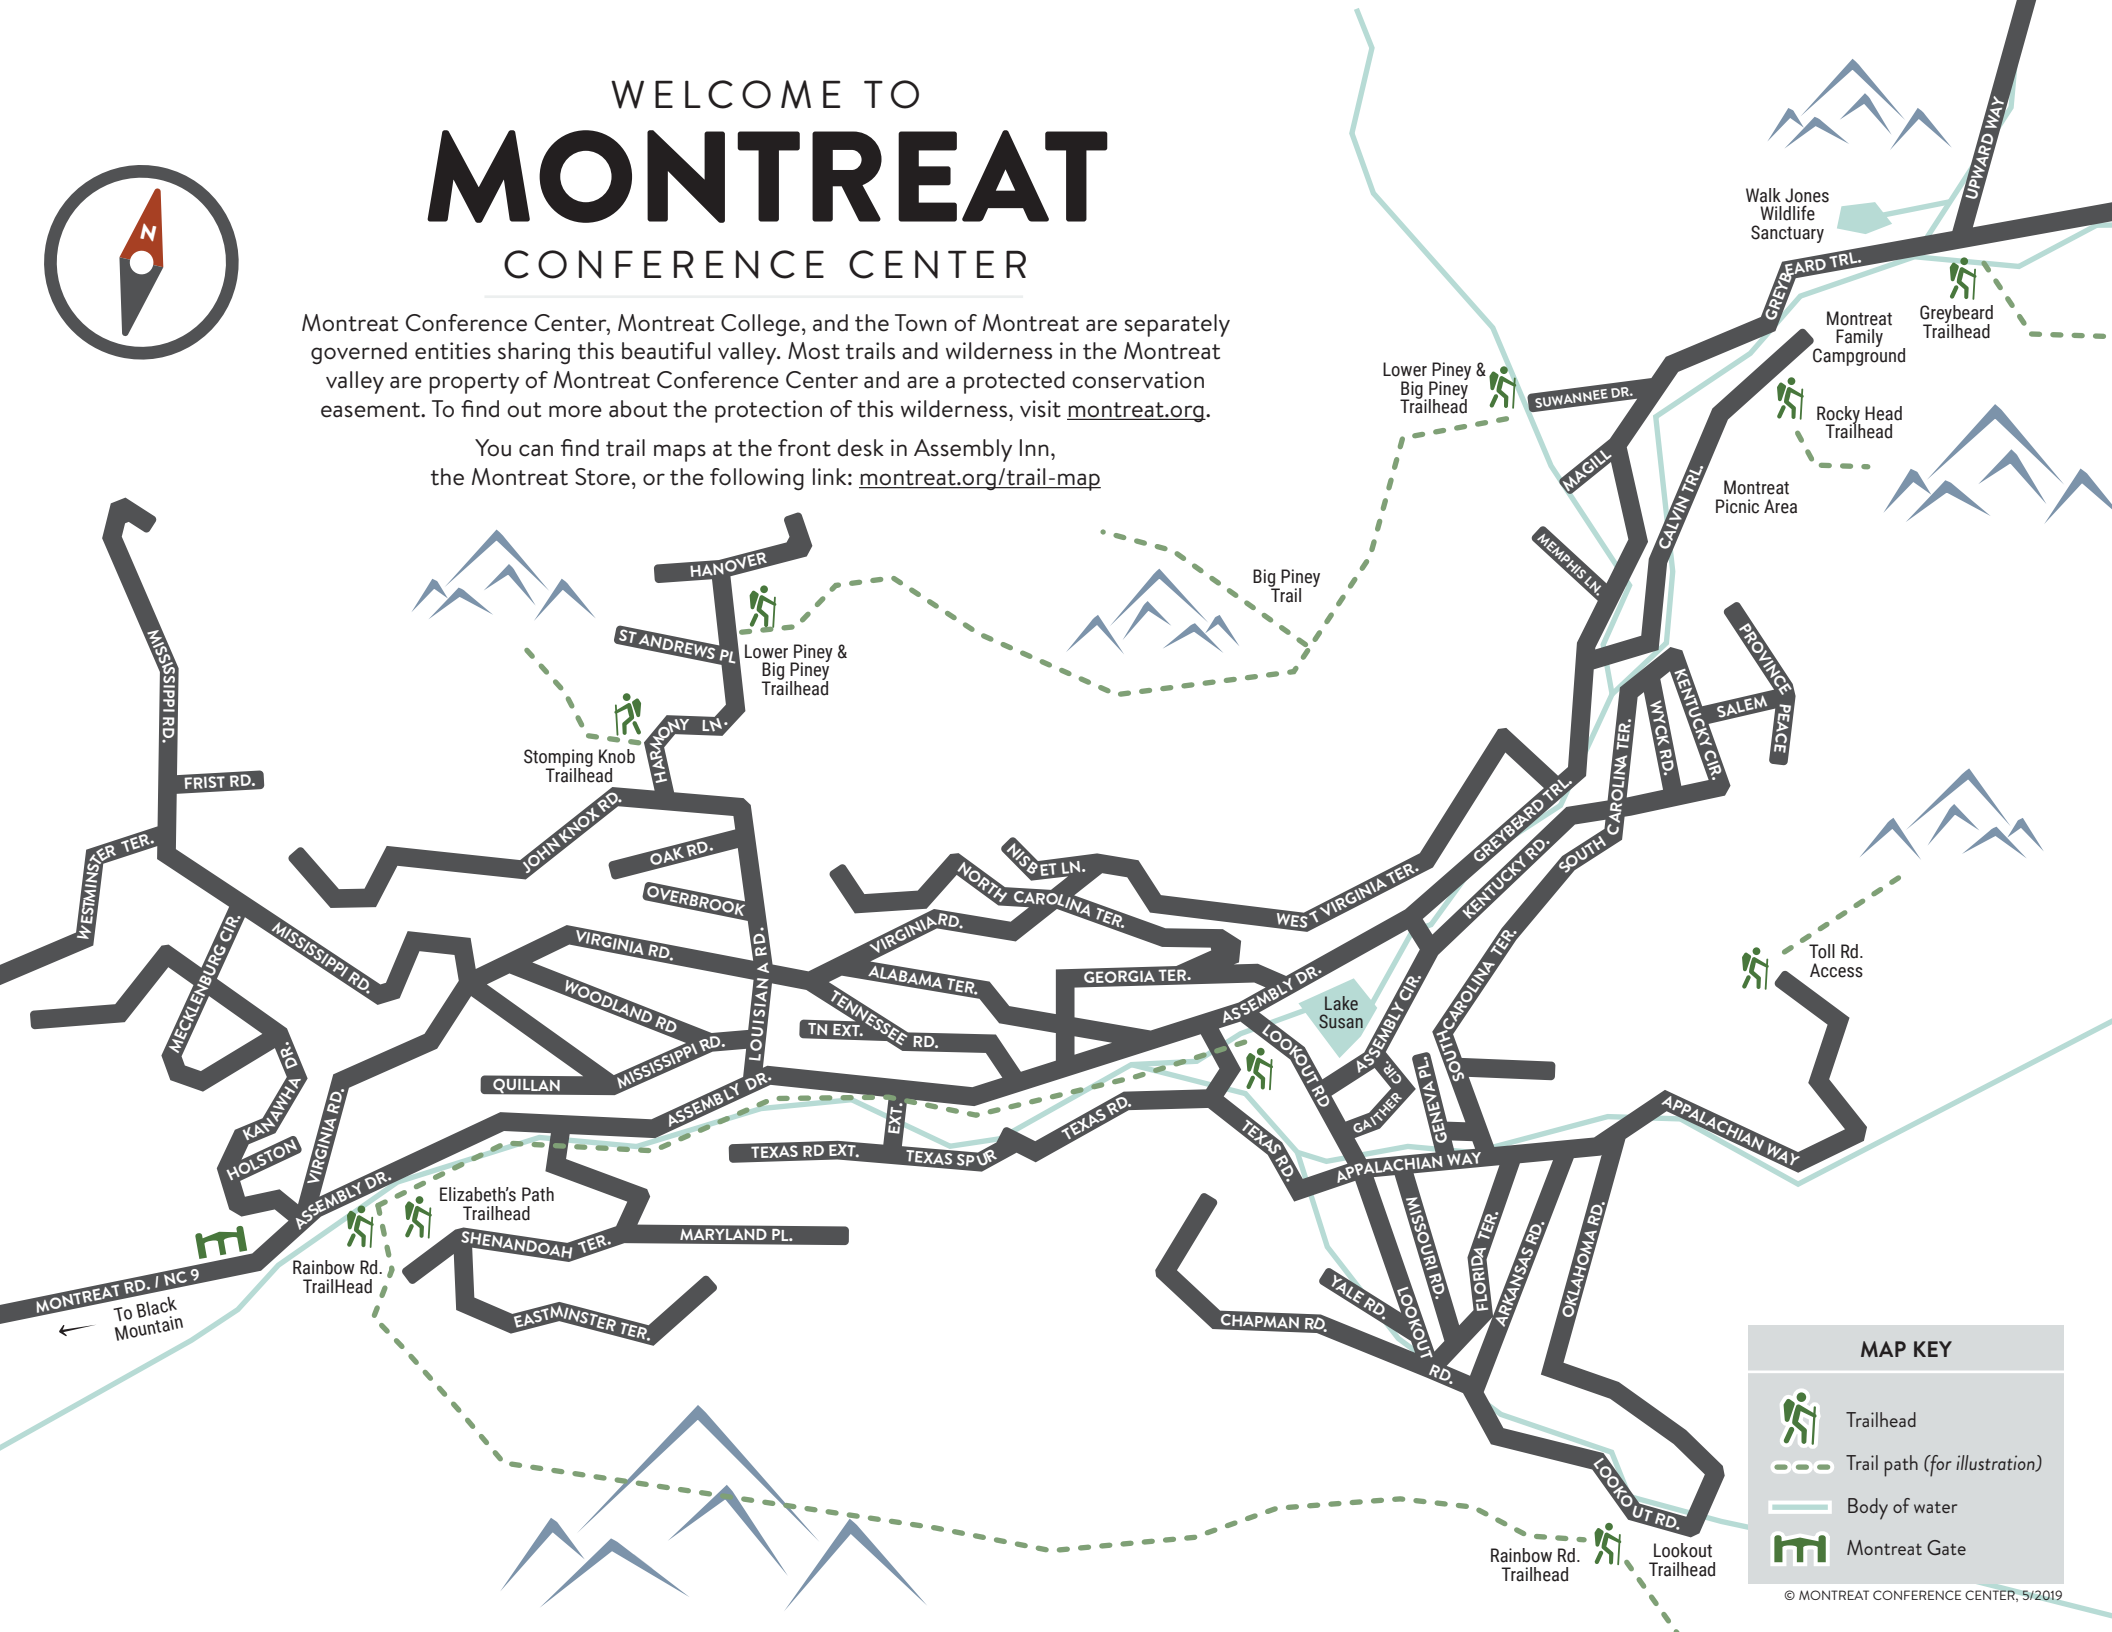 WELCOME TO
MONTREAT
CONFERENCE CENTER
Montreat Conference Center, Montreat College, and the Town of Montreat are separately
governed entities sharing this beautiful valley. Most trails and wilderness in the Montreat
valley are property of Montreat Conference Center and are a protected conservation
easement. To find out more about the protection of this wilderness, visit montreat.org.
You can find trail maps at the front desk in Assembly Inn,
the Montreat Store, or the following link: montreat.org/trail-map
N
UPWARD WAY
Walk Jones
Wildlife
Sanctuary
GREYBEARD TRL.
Greybeard
Trailhead
Montreat
Family
Campground
Lower Piney &
Big Piney
Trailhead
SUWANNEE DR.
Rocky Head
Trailhead
MAGILL
CALVIN TRL.
Montreat
Picnic Area
MEMPHIS LN.
Big Piney
Trail
HANOVER
ST ANDREWS PL
Lower Piney &
Big Piney
Trailhead
HARMONY LN.
Stomping Knob
Trailhead
MISSISSIPPI RD.
FRIST RD.
WESTMINSTER TER.
JOHN KNOX RD.
OAK RD.
OVERBROOK
MECKLENBURG CIR.
MISSISSIPPI RD.
VIRGINIA RD.
WOODLAND RD
LOUISIANA RD.
MISSISSIPPI RD.
QUILLAN
NISBET LN.
NORTH CAROLINA TER.
VIRGINIA RD.
ALABAMA TER.
GEORGIA TER.
TENNESSEE RD.
TN EXT.
WEST VIRGINIA TER.
GREYBEARD TRL.
KENTUCKY RD.
SOUTH CAROLINA TER.
WYCK RD.
KENTUCKY CIR.
SALEM
PROVINCE
PEACE
SOUTH CAROLINA TER.
ASSEMBLY DR.
Lake
Susan
ASSEMBLY CIR.
LOOKOUT RD
GAITHER CIR.
GENEVA PL.
Toll Rd.
Access
APPALACHIAN WAY
APPALACHIAN WAY
KANAWHA DR.
HOLSTON
VIRGINIA RD.
ASSEMBLY DR.
ASSEMBLY DR.
EXT.
TEXAS RD EXT.
TEXAS SPUR
TEXAS RD.
TEXAS RD.
Elizabeth's Path
Trailhead
Rainbow Rd.
TrailHead
SHENANDOAH TER.
MARYLAND PL.
EASTMINSTER TER.
MONTREAT RD. / NC 9
To Black
Mountain
CHAPMAN RD.
YALE RD.
LOOKOUT RD.
MISSOURI RD.
FLORIDA TER.
ARKANSAS RD.
OKLAHOMA RD.
LOOKOUT RD.
Rainbow Rd.
Trailhead
Lookout
Trailhead
MAP KEY
Trailhead
Trail path (for illustration)
Body of water
Montreat Gate
© MONTREAT CONFERENCE CENTER, 5/2019